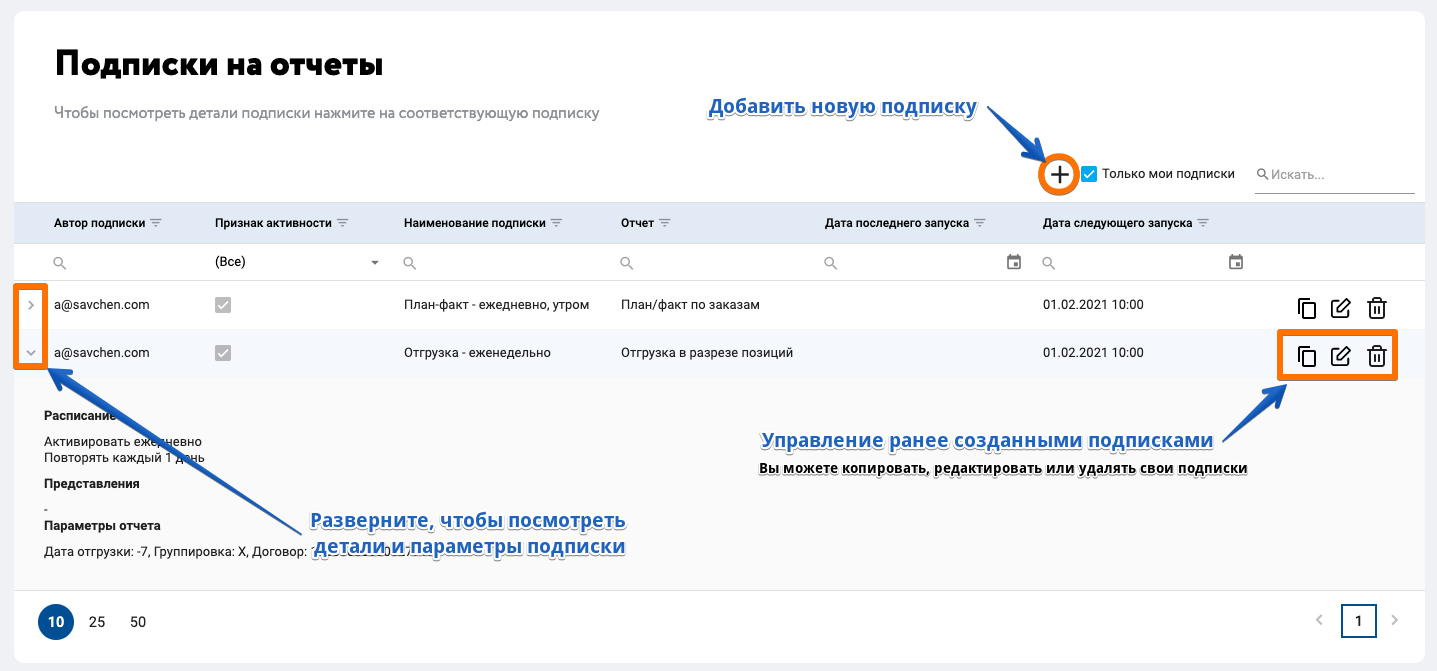 Подписки на отчеты
Чтобы посмотреть детали подписки нажмите на соответствующую подписку
Добавить новую подписку
Только мои подписки
Искать...
Автор подписки
Признак активности
Наименование подписки
Отчет
Дата последнего запуска
Дата следующего запуска
(Все)
a@savchen.com
План-факт - ежедневно, утром
План/факт по заказам
01.02.2021 10:00
a@savchen.com
Отгрузка - еженедельно
Отгрузка в разрезе позиций
01.02.2021 10:00
Расписание
Активировать ежедневно
Повторять каждый 1 день
Управление ранее созданными подписками
Вы можете копировать, редактировать или удалять свои подписки
Представления
-
Параметры отчета
Разверните, чтобы посмотреть
детали и параметры подписки
Дата отгрузки: -7, Группировка: X, Договор:
10 25 50
1